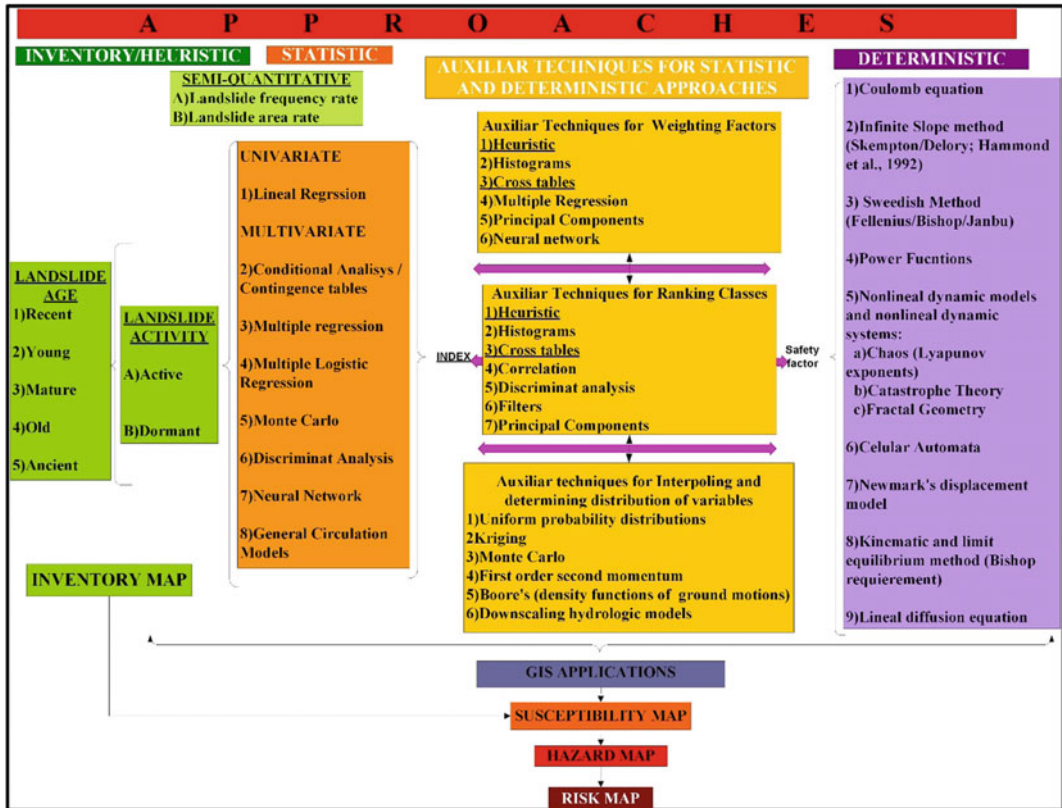 A P P R O A C H E S
INVENTORY/HEURISTIC
STATISTIC
SEMI-QUANTITATIVE
A)Landslide frequency rate
B)Landslide area rate
AUXILIAR TECHNIQUES FOR STATISTIC
AND DETERMINISTIC APPROACHES
DETERMINISTIC
LANDSLIDE
AGE
1)Recent
2)Young
3)Mature
4)Old
5)Ancient
LANDSLIDE
ACTIVITY
A)Active
B)Dormant
INVENTORY MAP
UNIVARIATE
1)Lineal Regrssion
MULTIVARIATE
2)Conditional Analisys /
Contingence tables
3)Multiple regression
4)Multiple Logistic
Regression
5)Monte Carlo
6)Discriminat Analysis
7)Neural Network
8)General Circulation
Models
INDEX
Auxiliar Techniques for Weighting Factors
1)Heuristic
2)Histograms
3)Cross tables
4)Multiple Regression
5)Principal Components
6)Neural network
Auxiliar Techniques for Ranking Classes
1)Heuristic
2)Histograms
3)Cross tables
4)Correlation
5)Discriminat analysis
6)Filters
7)Principal Components
Auxiliar techniques for Interpoling and
determining distribution of variables
1)Uniform probability distributions
2Kriging
3)Monte Carlo
4)First order second momentum
5)Boore's (density functions of ground motions)
6)Downscaling hydrologic models
Safety
factor
1)Coulomb equation
2)Infinite Slope method
(Skempton/Delory; Hammond
et al., 1992)
3) Sweedish Method
(Fellenius/Bishop/Janbu)
4)Power Fucntions
5)Nonlineal dynamic models
and nonlineal dynamic
systems:
a)Chaos (Lyapunov
exponents)
b)Catastrophe Theory
c)Fractal Geometry
6)Celular Automata
7)Newmark's displacement
model
8)Kinematic and limit
equilibrium method (Bishop
requierement)
9)Lineal diffusion equation
GIS APPLICATIONS
SUSCEPTIBILITY MAP
HAZARD MAP
RISK MAP